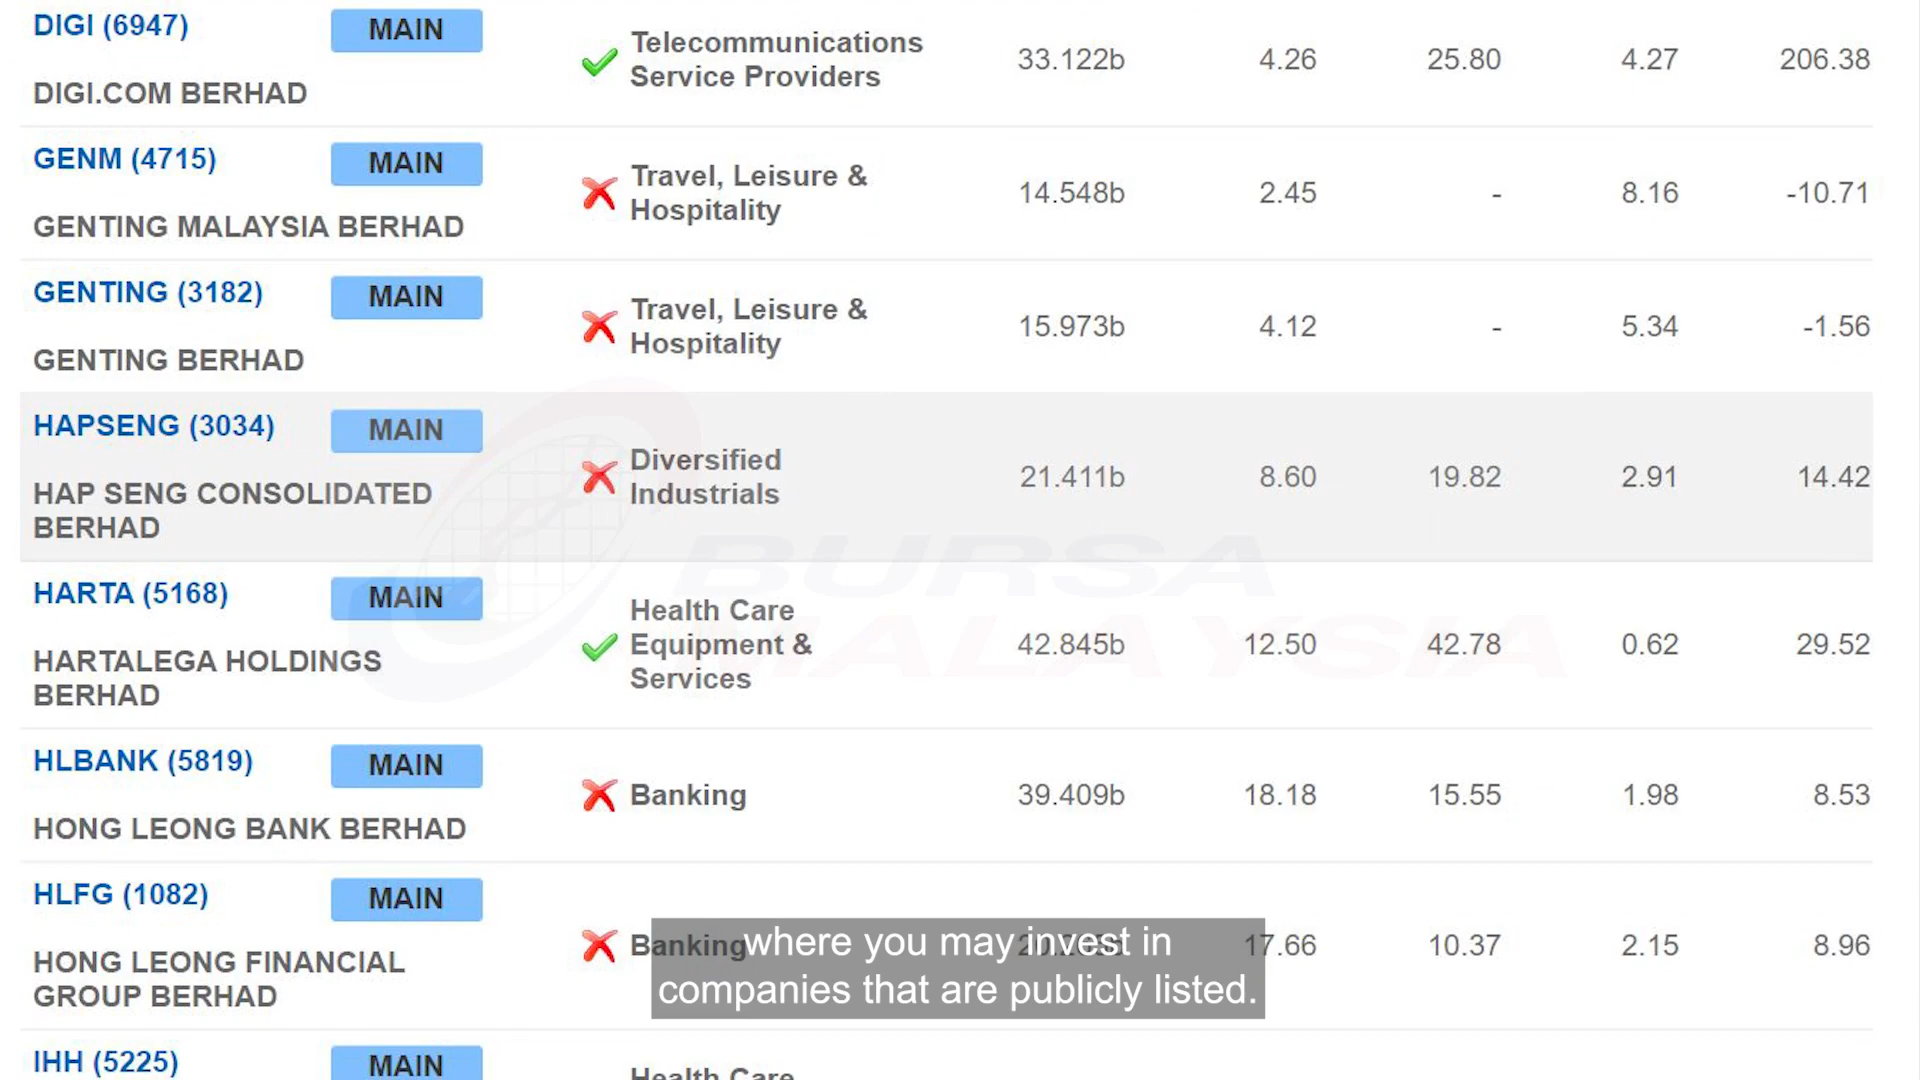 DIGI (6947)
MAIN
DIGI.COM BERHAD
Telecommunications
Service Providers
33.122b
4.26
25.80
4.27
206.38
GENM (4715)
MAIN
GENTING MALAYSIA BERHAD
Travel, Leisure &
Hospitality
14.548b
2.45
-
8.16
-10.71
GENTING (3182)
MAIN
GENTING BERHAD
Travel, Leisure &
Hospitality
15.973b
4.12
-
5.34
-1.56
HAPSENG (3034)
MAIN
HAP SENG CONSOLIDATED
BERHAD
Diversified
Industrials
21.411b
8.60
19.82
2.91
14.42
HARTA (5168)
MAIN
HARTALEGA HOLDINGS
BERHAD
Health Care
Equipment &
Services
42.845b
12.50
42.78
0.62
29.52
BURSA
MALAYSIA
HLBANK (5819)
MAIN
HONG LEONG BANK BERHAD
Banking
39.409b
18.18
15.55
1.98
8.53
HLFG (1082)
MAIN
HONG LEONG FINANCIAL
GROUP BERHAD
Banking
17.66
10.37
2.15
8.96
where you may invest in
companies that are publicly listed.
IHH (5225)
MAIN
Health Care